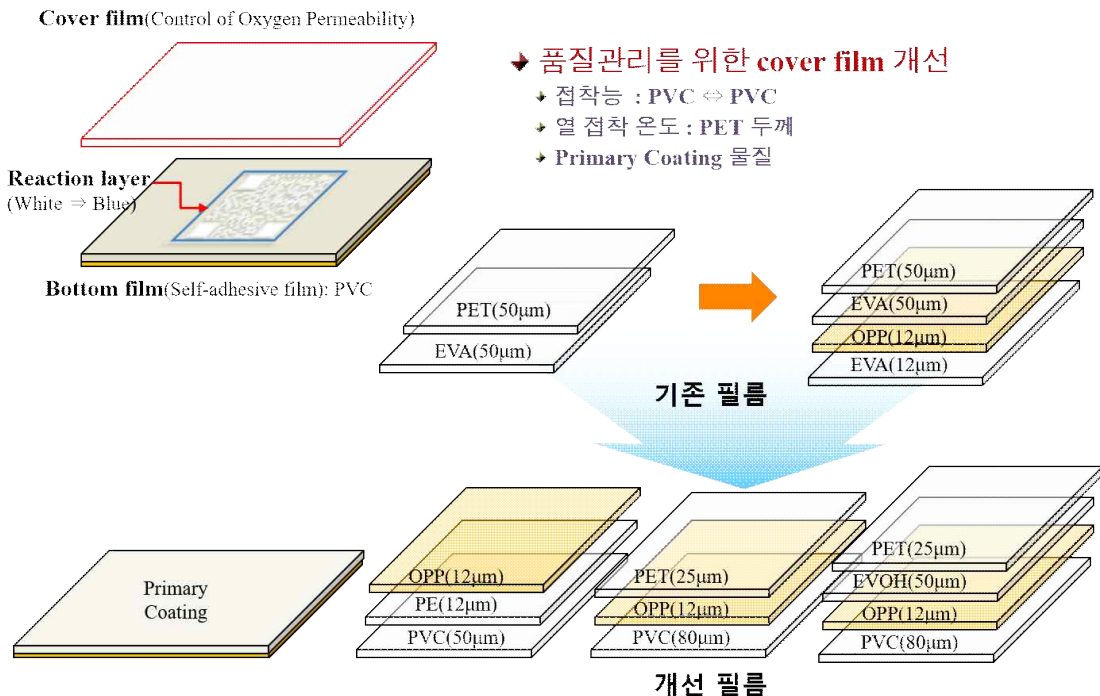 Cover film(Control of Oxygen Permeability)
Reaction layer
(White ⇒ Blue)
Bottom film(Self-adhesive film): PVC
품질관리를 위한 cover film 개선
접착능 : PVC ⇔ PVC
열 접착 온도 : PET 두께
Primary Coating 물질
PET(50μm)
EVA(50μm)
PET(50μm)
EVA(50μm)
OPP(12μm)
EVA(12μm)
기존 필름
Primary
Coating
OPP(12μm)
PE(12μm)
PVC(50μm)
PET(25μm)
OPP(12μm)
PVC(80μm)
PET(25μm)
EVOH(50μm)
OPP(12μm)
PVC(80μm)
개선 필름